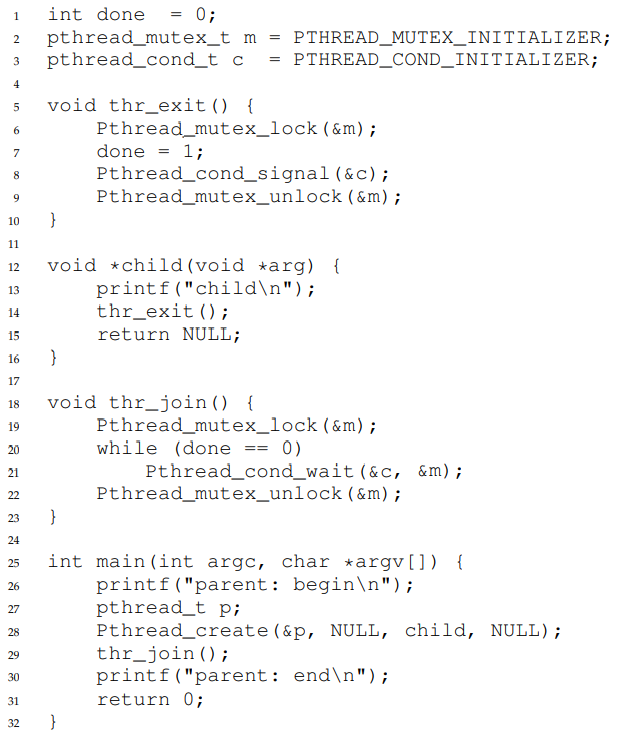 1 int done  = 0;
2 pthread_mutex_t m = PTHREAD_MUTEX_INITIALIZER;
3 pthread_cond_t c  = PTHREAD_COND_INITIALIZER;
4
5 void thr_exit() {
6     Pthread_mutex_lock(&m);
7     done = 1;
8     Pthread_cond_signal(&c);
9     Pthread_mutex_unlock(&m);
10 }
11
12 void *child(void *arg) {
13     printf("child\n");
14     thr_exit();
15     return NULL;
16 }
17
18 void thr_join() {
19     Pthread_mutex_lock(&m);
20     while (done == 0)
21         Pthread_cond_wait(&c, &m);
22     Pthread_mutex_unlock(&m);
23 }
24
25 int main(int argc, char *argv[]) {
26     printf("parent: begin\n");
27     pthread_t p;
28     Pthread_create(&p, NULL, child, NULL);
29     thr_join();
30     printf("parent: end\n");
31     return 0;
32 }